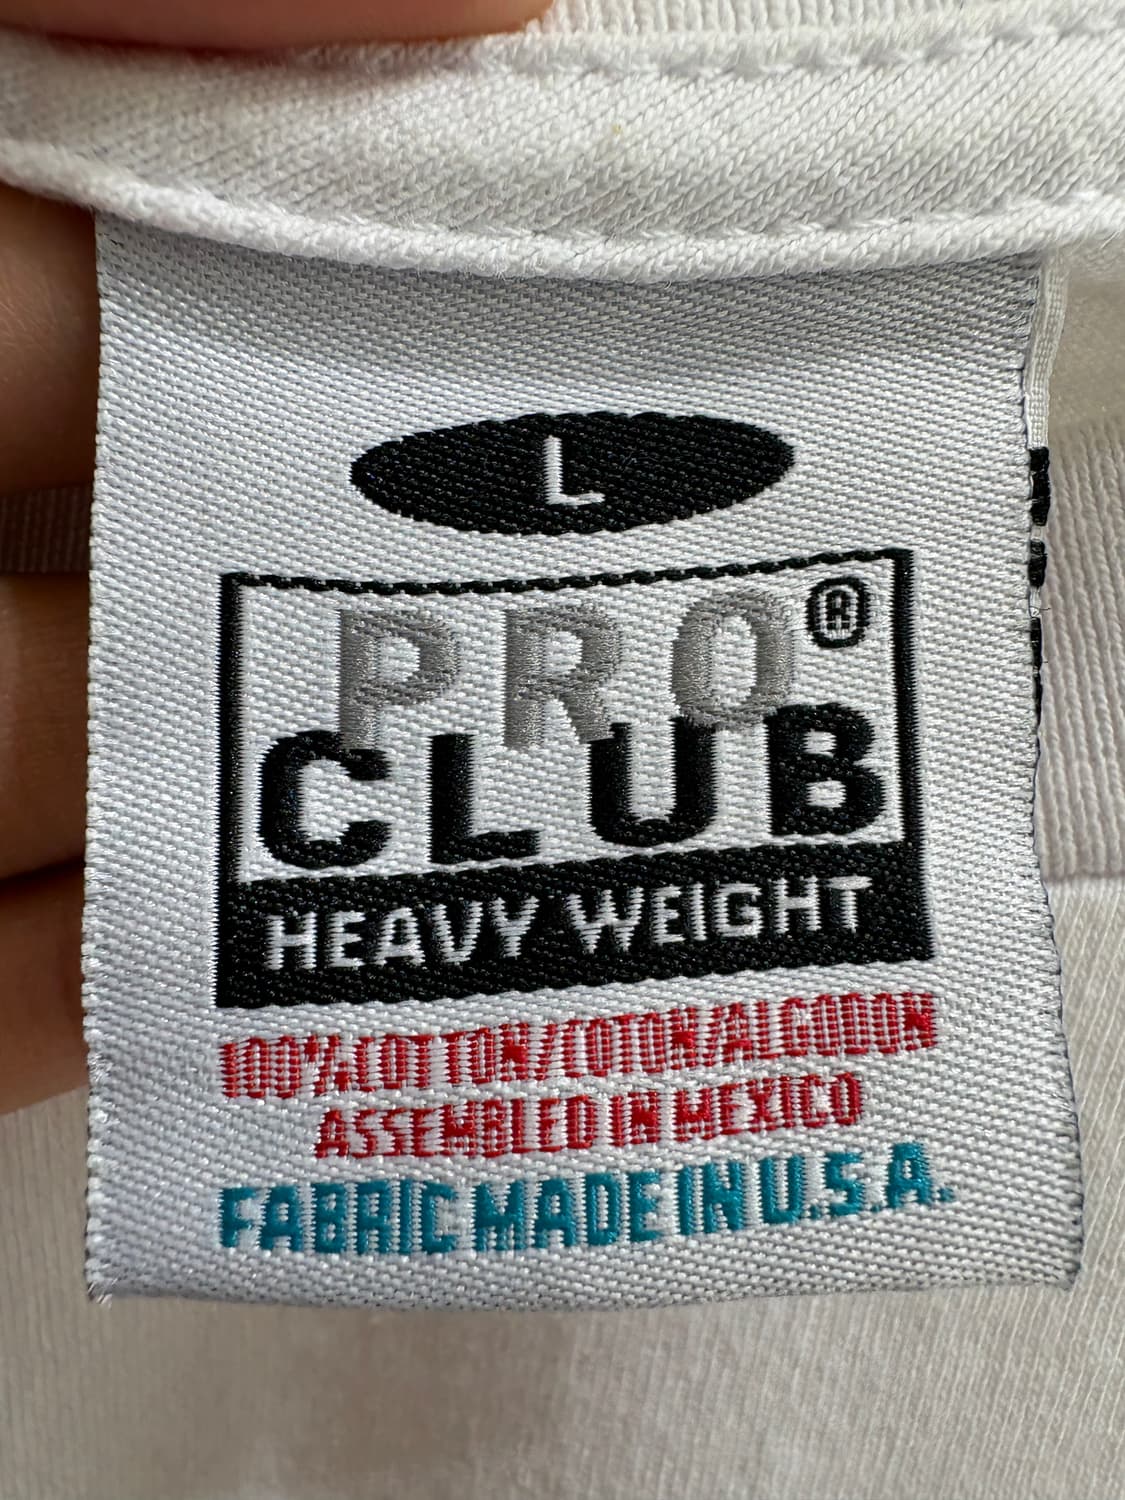 L
PRO®
CLUB
HEAVY WEIGHT
100% COTTON/COTON/ALGODON
ASSEMBLED IN MEXICO
FABRIC MADE IN U.S.A.